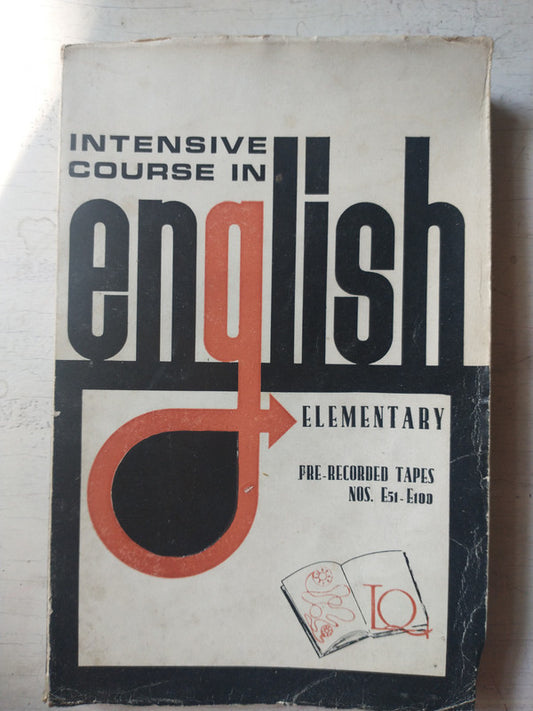 INTENSIVE
COURSE IN
english
ELEMENTARY
PRE-RECORDED TAPES
NOS. E51-E100
LQ